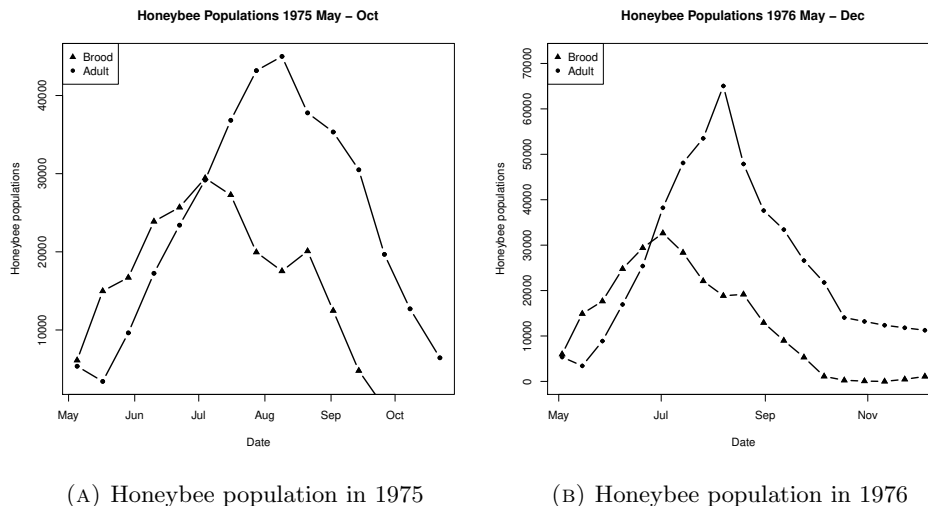 Honeybee Populations 1975 May – Oct
Brood
Adult
Honeybee populations
10000
20000
30000
40000
May
Jun
Jul
Aug
Sep
Oct
Date
(A) Honeybee population in 1975
Honeybee Populations 1976 May – Dec
Brood
Adult
Honeybee populations
0
10000
20000
30000
40000
50000
60000
70000
May
Jul
Sep
Nov
Date
(B) Honeybee population in 1976